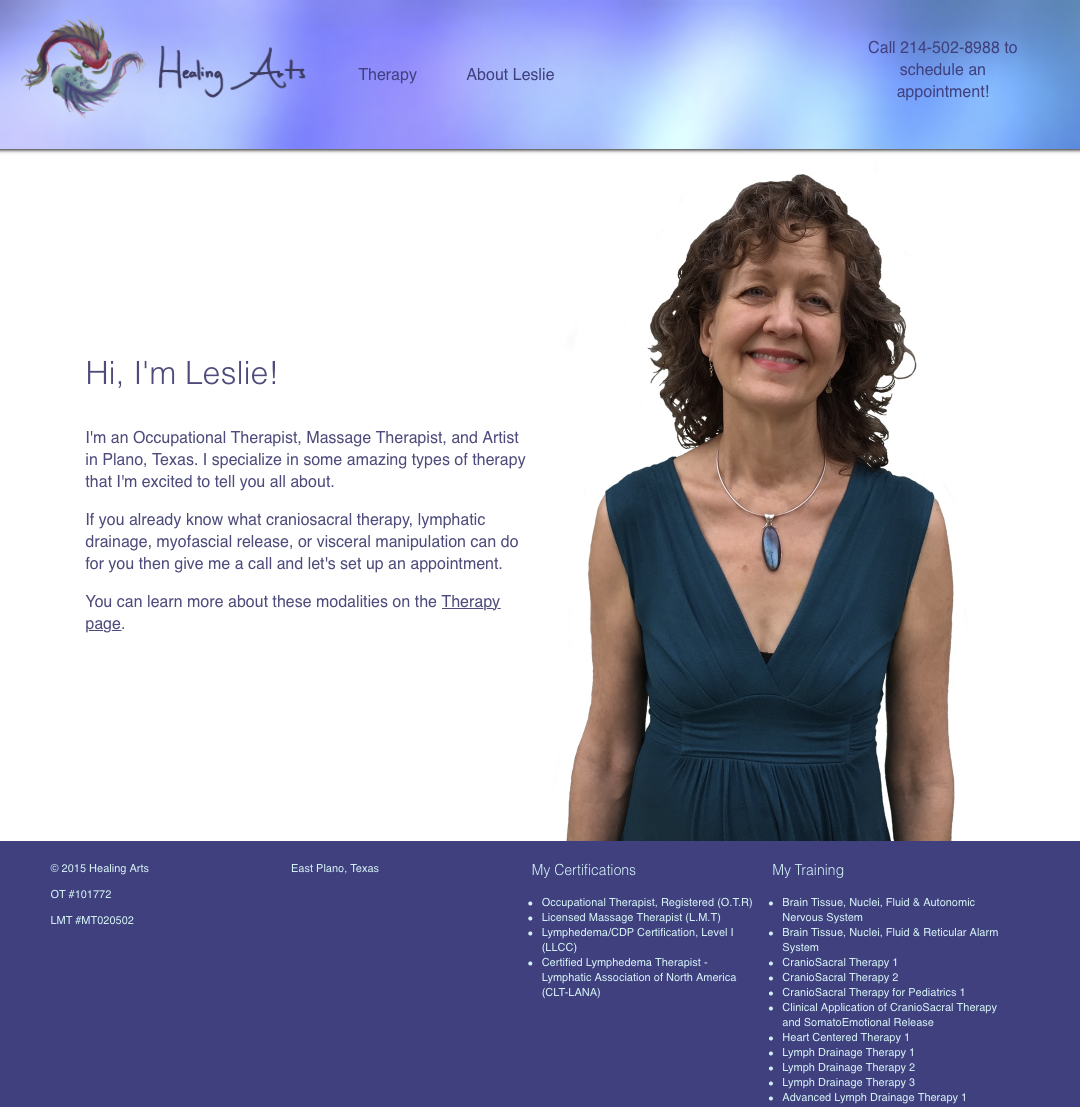 Healing Arts
Therapy
About Leslie
Call 214-502-8988 to
schedule an
appointment!
Hi, I'm Leslie!
I'm an Occupational Therapist, Massage Therapist, and Artist
in Plano, Texas. I specialize in some amazing types of therapy
that I'm excited to tell you all about.
If you already know what craniosacral therapy, lymphatic
drainage, myofascial release, or visceral manipulation can do
for you then give me a call and let's set up an appointment.
You can learn more about these modalities on the Therapy
page.
© 2015 Healing Arts
OT #101772
LMT #MT020502
East Plano, Texas
My Certifications
Occupational Therapist, Registered (O.T.R)
Licensed Massage Therapist (L.M.T)
Lymphedema/CDP Certification, Level I
(LLCC)
Certified Lymphedema Therapist -
Lymphatic Association of North America
(CLT-LANA)
My Training
Brain Tissue, Nuclei, Fluid & Autonomic
Nervous System
Brain Tissue, Nuclei, Fluid & Reticular Alarm
System
CranioSacral Therapy 1
CranioSacral Therapy 2
CranioSacral Therapy for Pediatrics 1
Clinical Application of CranioSacral Therapy
and SomatoEmotional Release
Heart Centered Therapy 1
Lymph Drainage Therapy 1
Lymph Drainage Therapy 2
Lymph Drainage Therapy 3
Advanced Lymph Drainage Therapy 1